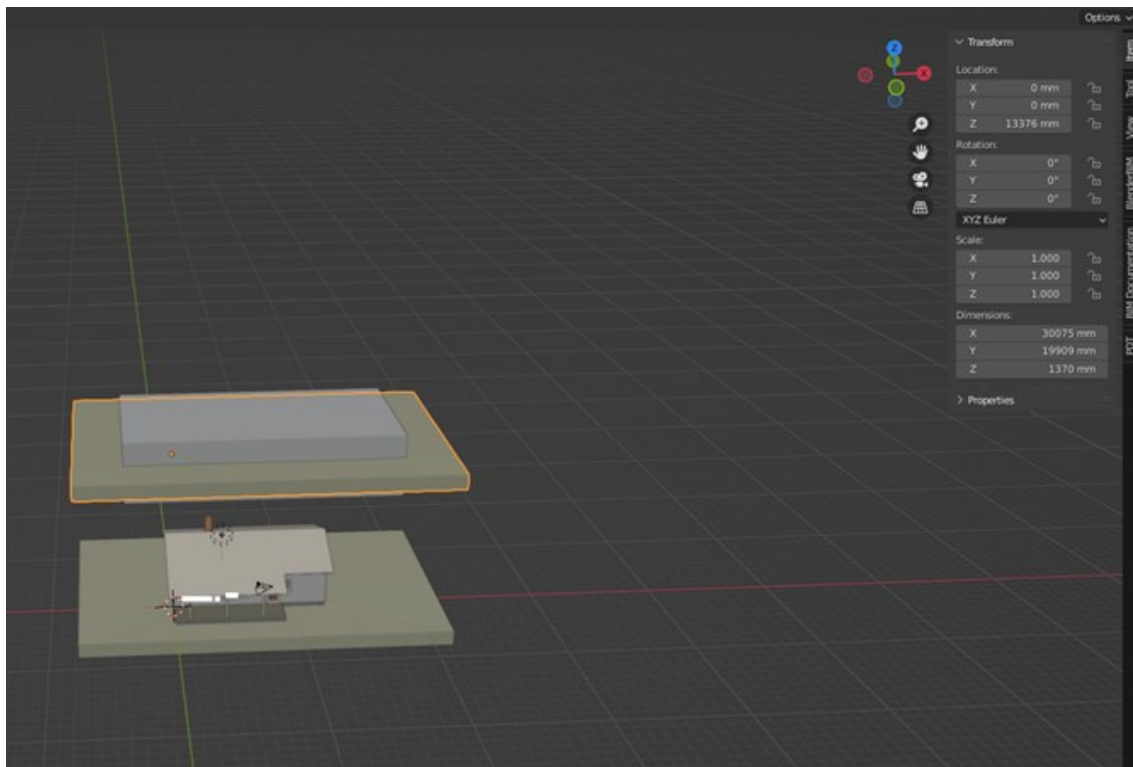 Options
Transform
Location:
X 0 mm
Y 0 mm
Z 13376 mm
Rotation:
X 0°
Y 0°
Z 0°
XYZ Euler
Scale:
X 1.000
Y 1.000
Z 1.000
Dimensions:
X 30075 mm
Y 19909 mm
Z 1370 mm
Properties
Z
Y
X
Item
Tool
View
BlenderBIM
BIM Documentation
PDT